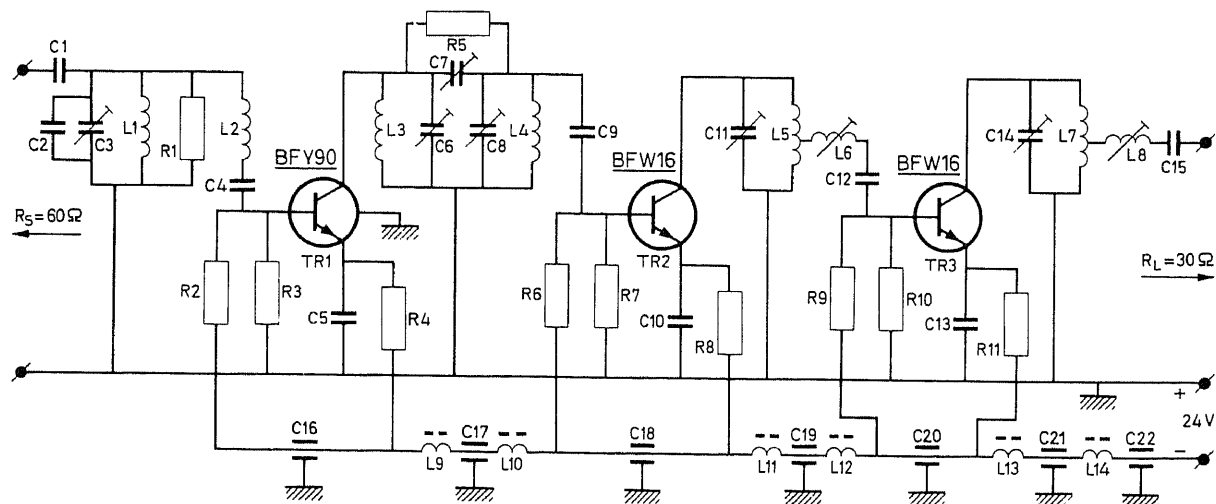 R5
C1
C7
C2
C3
L1
R1
L2
L3
C6
C8
L4
C9
C11
L5
L6
C14
L7
L8
C15
C4
BFY90
BFW16
C12
BFW16
RS=60Ω
TR1
TR2
TR3
RL=30Ω
R2
R3
C5
R4
R6
R7
C10
R8
R9
R10
C13
R11
+
24V
−
C16
L9
C17
L10
C18
L11
C19
L12
C20
L13
C21
L14
C22